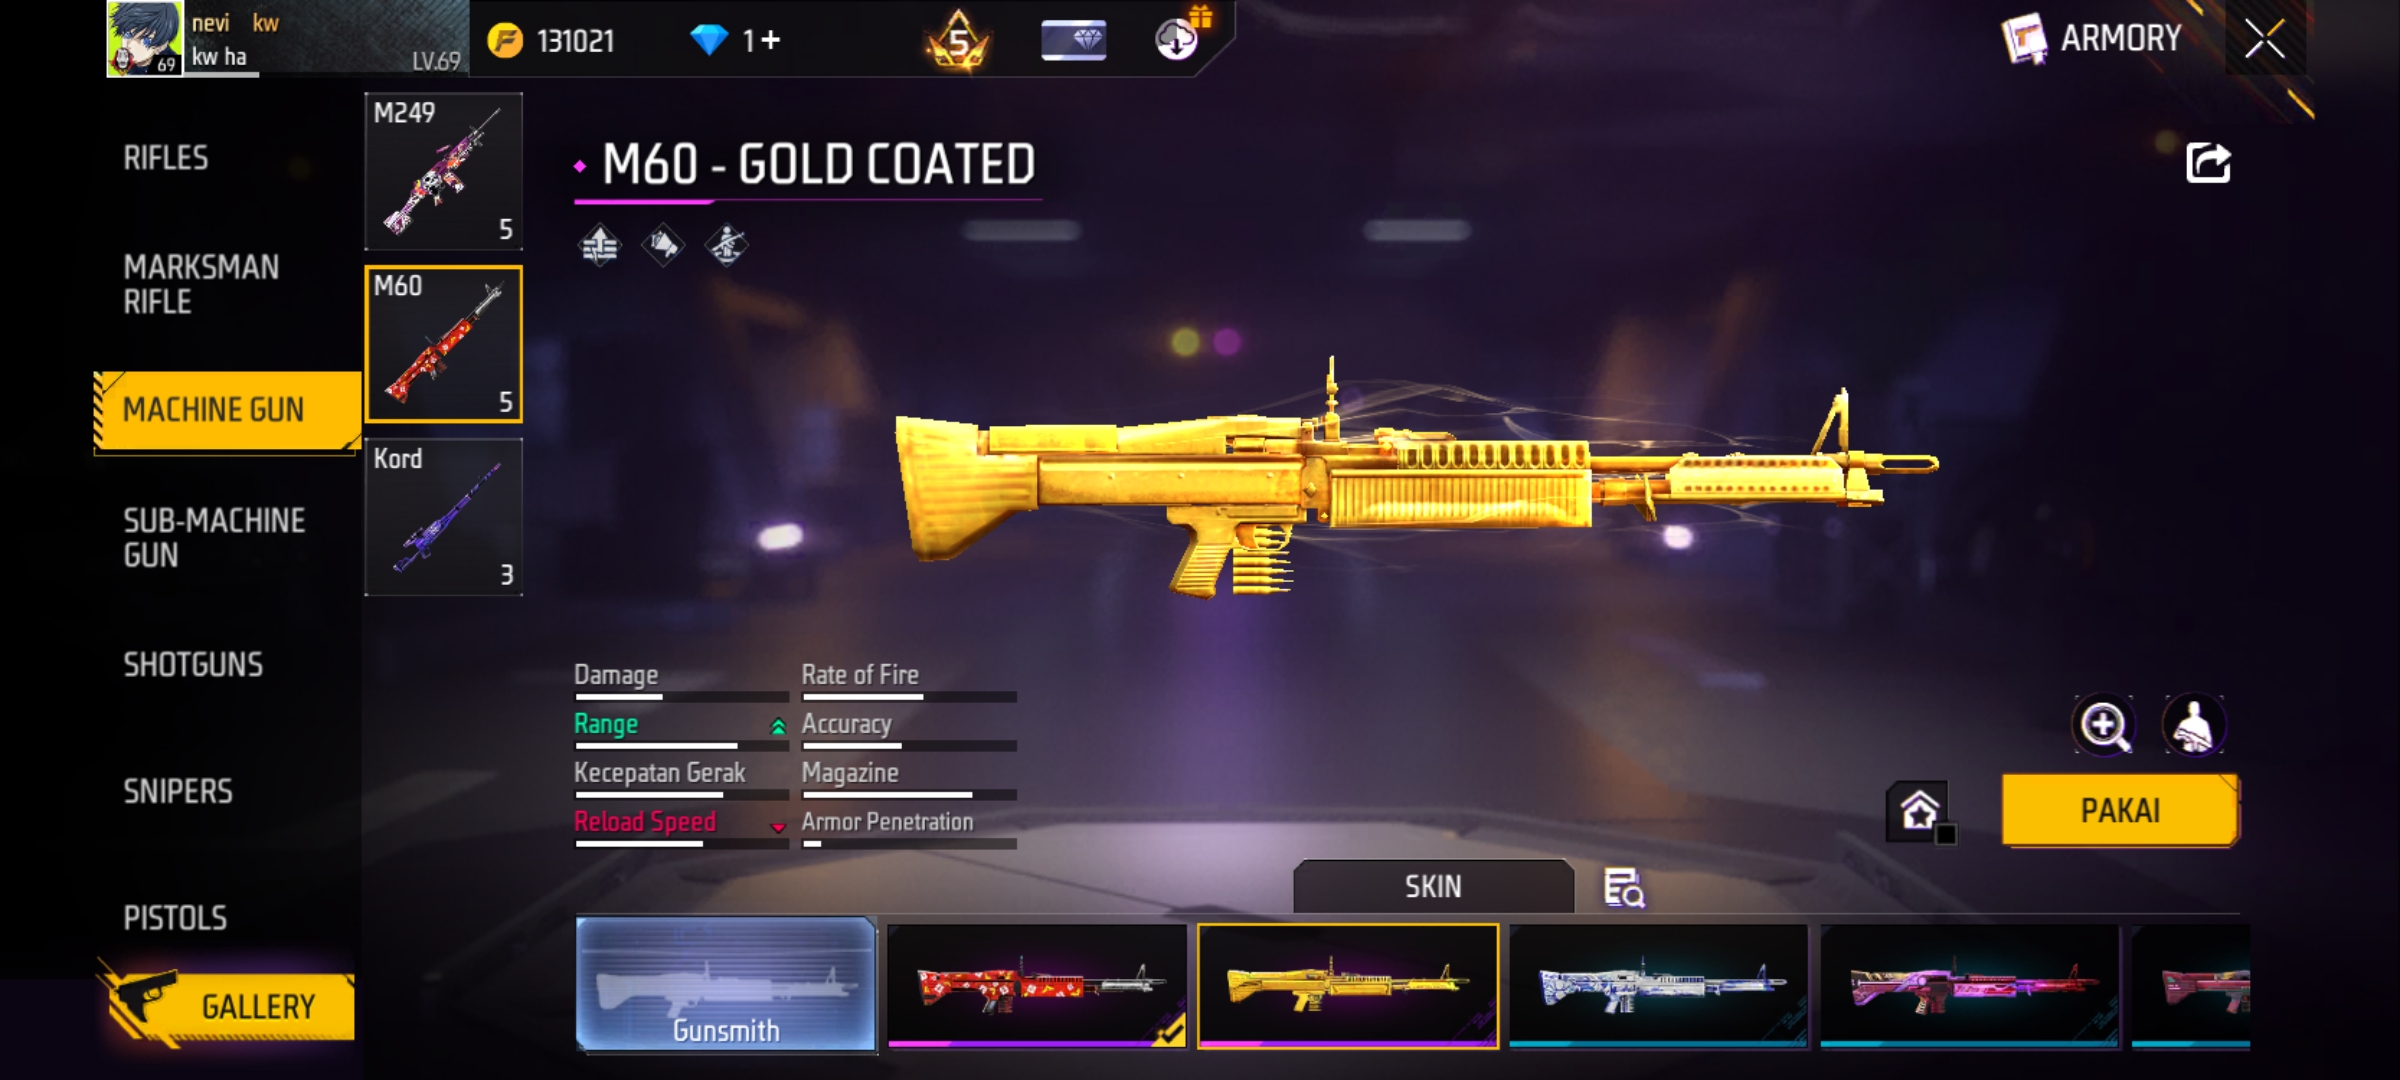 nevi kw
kw ha
69
LV.69
131021
1+
5
ARMORY
RIFLES
MARKSMAN
RIFLE
MACHINE GUN
SUB-MACHINE
GUN
SHOTGUNS
SNIPERS
PISTOLS
GALLERY
M249
5
M60
5
Kord
3
M60 - GOLD COATED
Damage
Rate of Fire
Range
Accuracy
Kecepatan Gerak
Magazine
Reload Speed
Armor Penetration
PAKAI
SKIN
Gunsmith